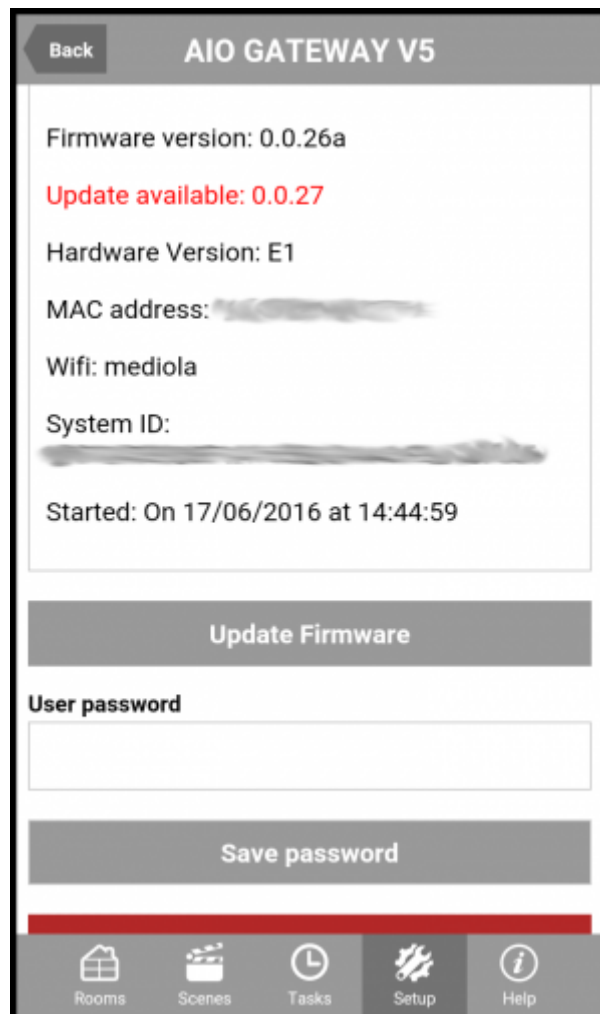 Back
AIO GATEWAY V5
Firmware version: 0.0.26a
Update available: 0.0.27
Hardware Version: E1
MAC address:
Wifi: mediola
System ID:
Started: On 17/06/2016 at 14:44:59
Update Firmware
User password
Save password
Rooms Scenes Tasks Setup Help